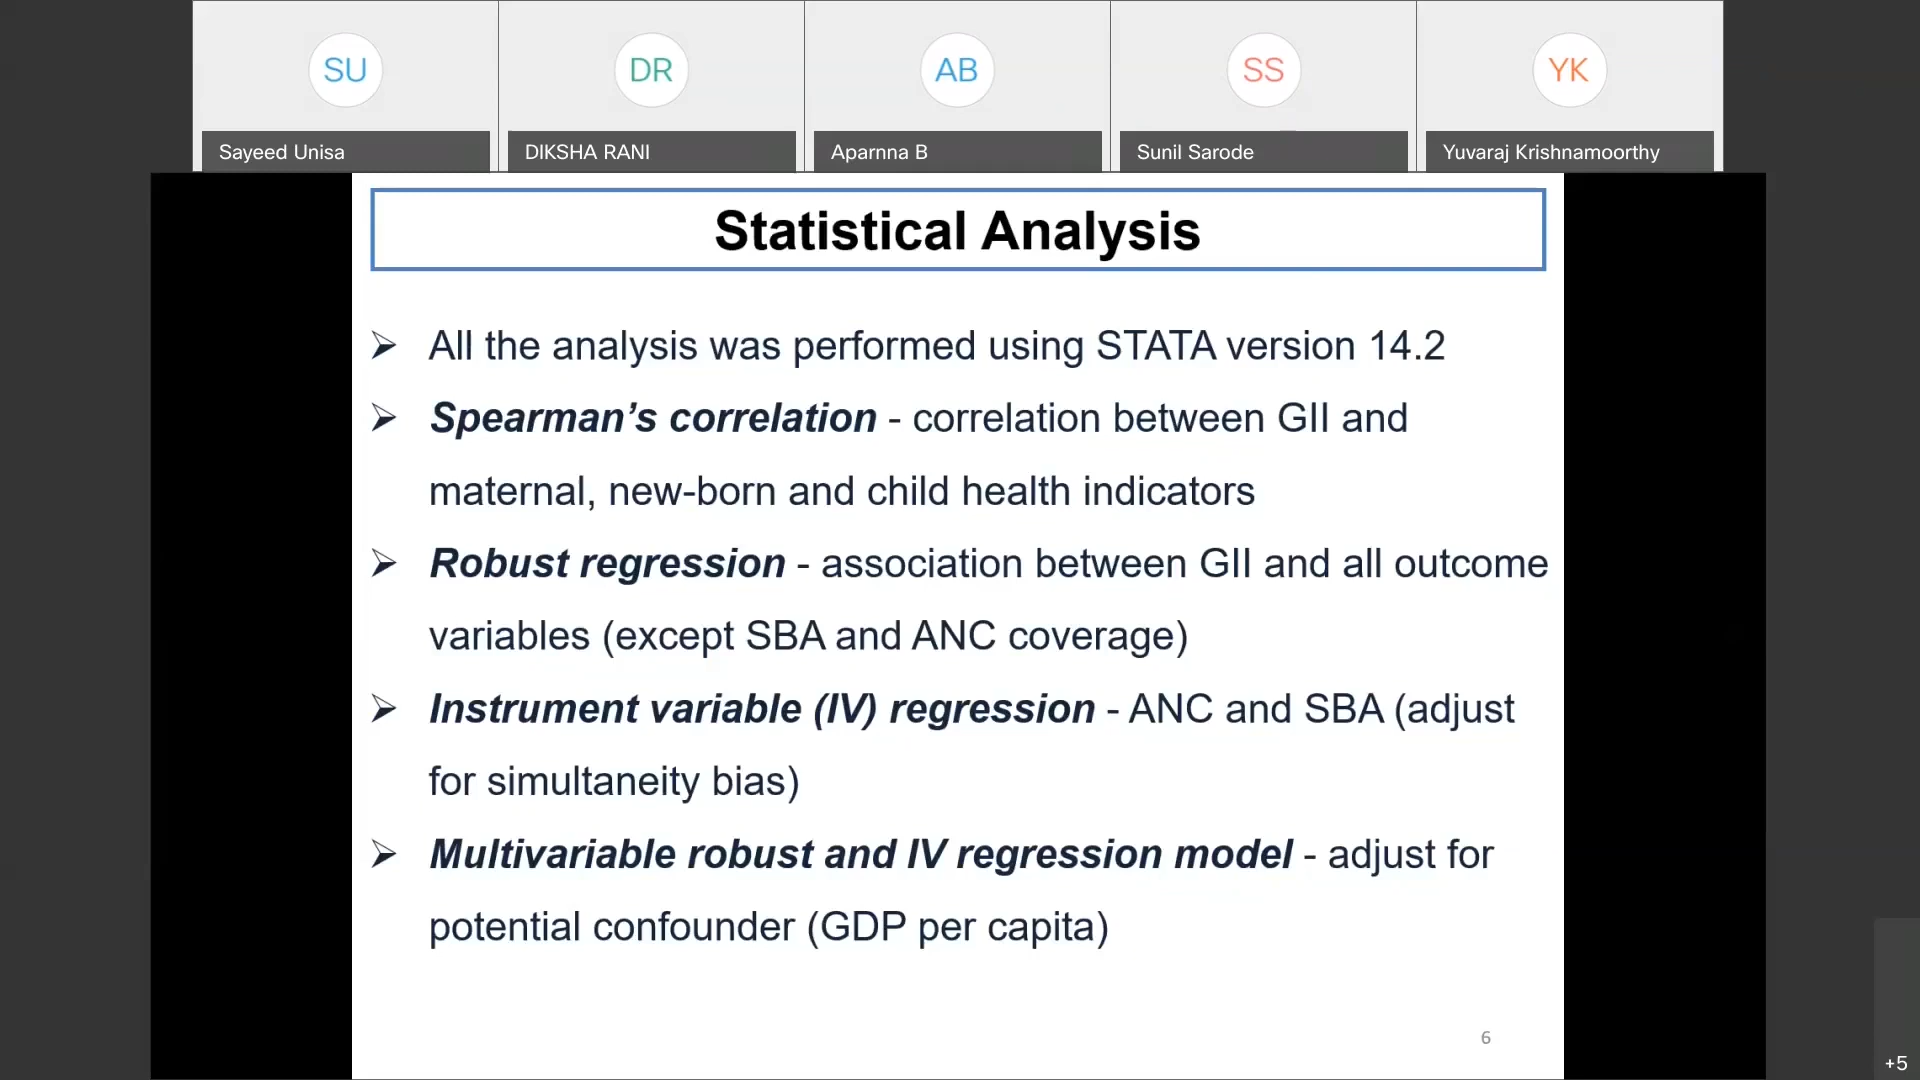 SU
DR
AB
SS
YK
Sayeed Unisa
DIKSHA RANI
Aparnna B
Sunil Sarode
Yuvaraj Krishnamoorthy
Statistical Analysis
➢ All the analysis was performed using STATA version 14.2
➢ Spearman’s correlation - correlation between GII and
maternal, new-born and child health indicators
➢ Robust regression - association between GII and all outcome
variables (except SBA and ANC coverage)
➢ Instrument variable (IV) regression - ANC and SBA (adjust
for simultaneity bias)
➢ Multivariable robust and IV regression model - adjust for
potential confounder (GDP per capita)
6
+5